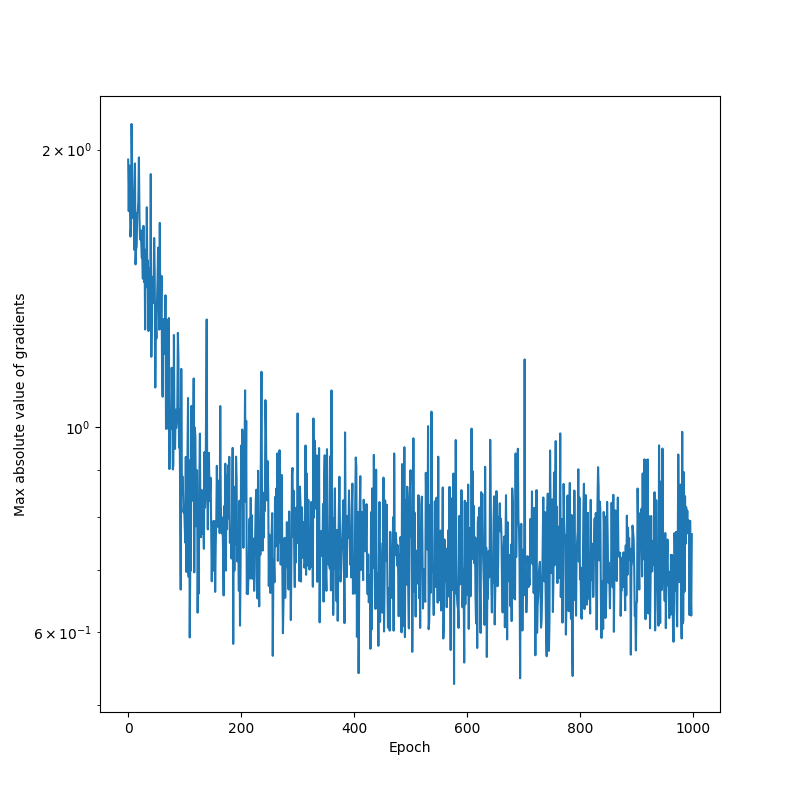 Max absolute value of gradients
2 × 10⁰
10⁰
6 × 10⁻¹
0 200 400 600 800 1000
Epoch